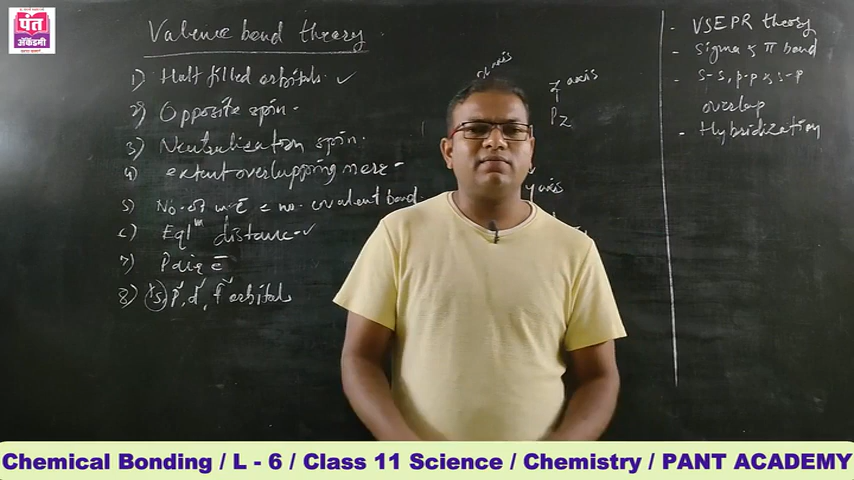 पंत
अ‍ॅकॅडमी
Valence bond theory
1) Half filled orbitals ✓
2) Opposite spin.
3) Neutralisation spin.
4) extent overlapping more -
5) No. of = no. covalent bond.
6) Eqlm distance ✓
7) Pair e̅
8) (1s) p, d, f orbitals
axis
z axis
Pz
y axis
- VSEPR theory
- Sigma & π bond
- s-s, p-p & s-p
overlap
- Hybridization
Chemical Bonding / L - 6 / Class 11 Science / Chemistry / PANT ACADEMY